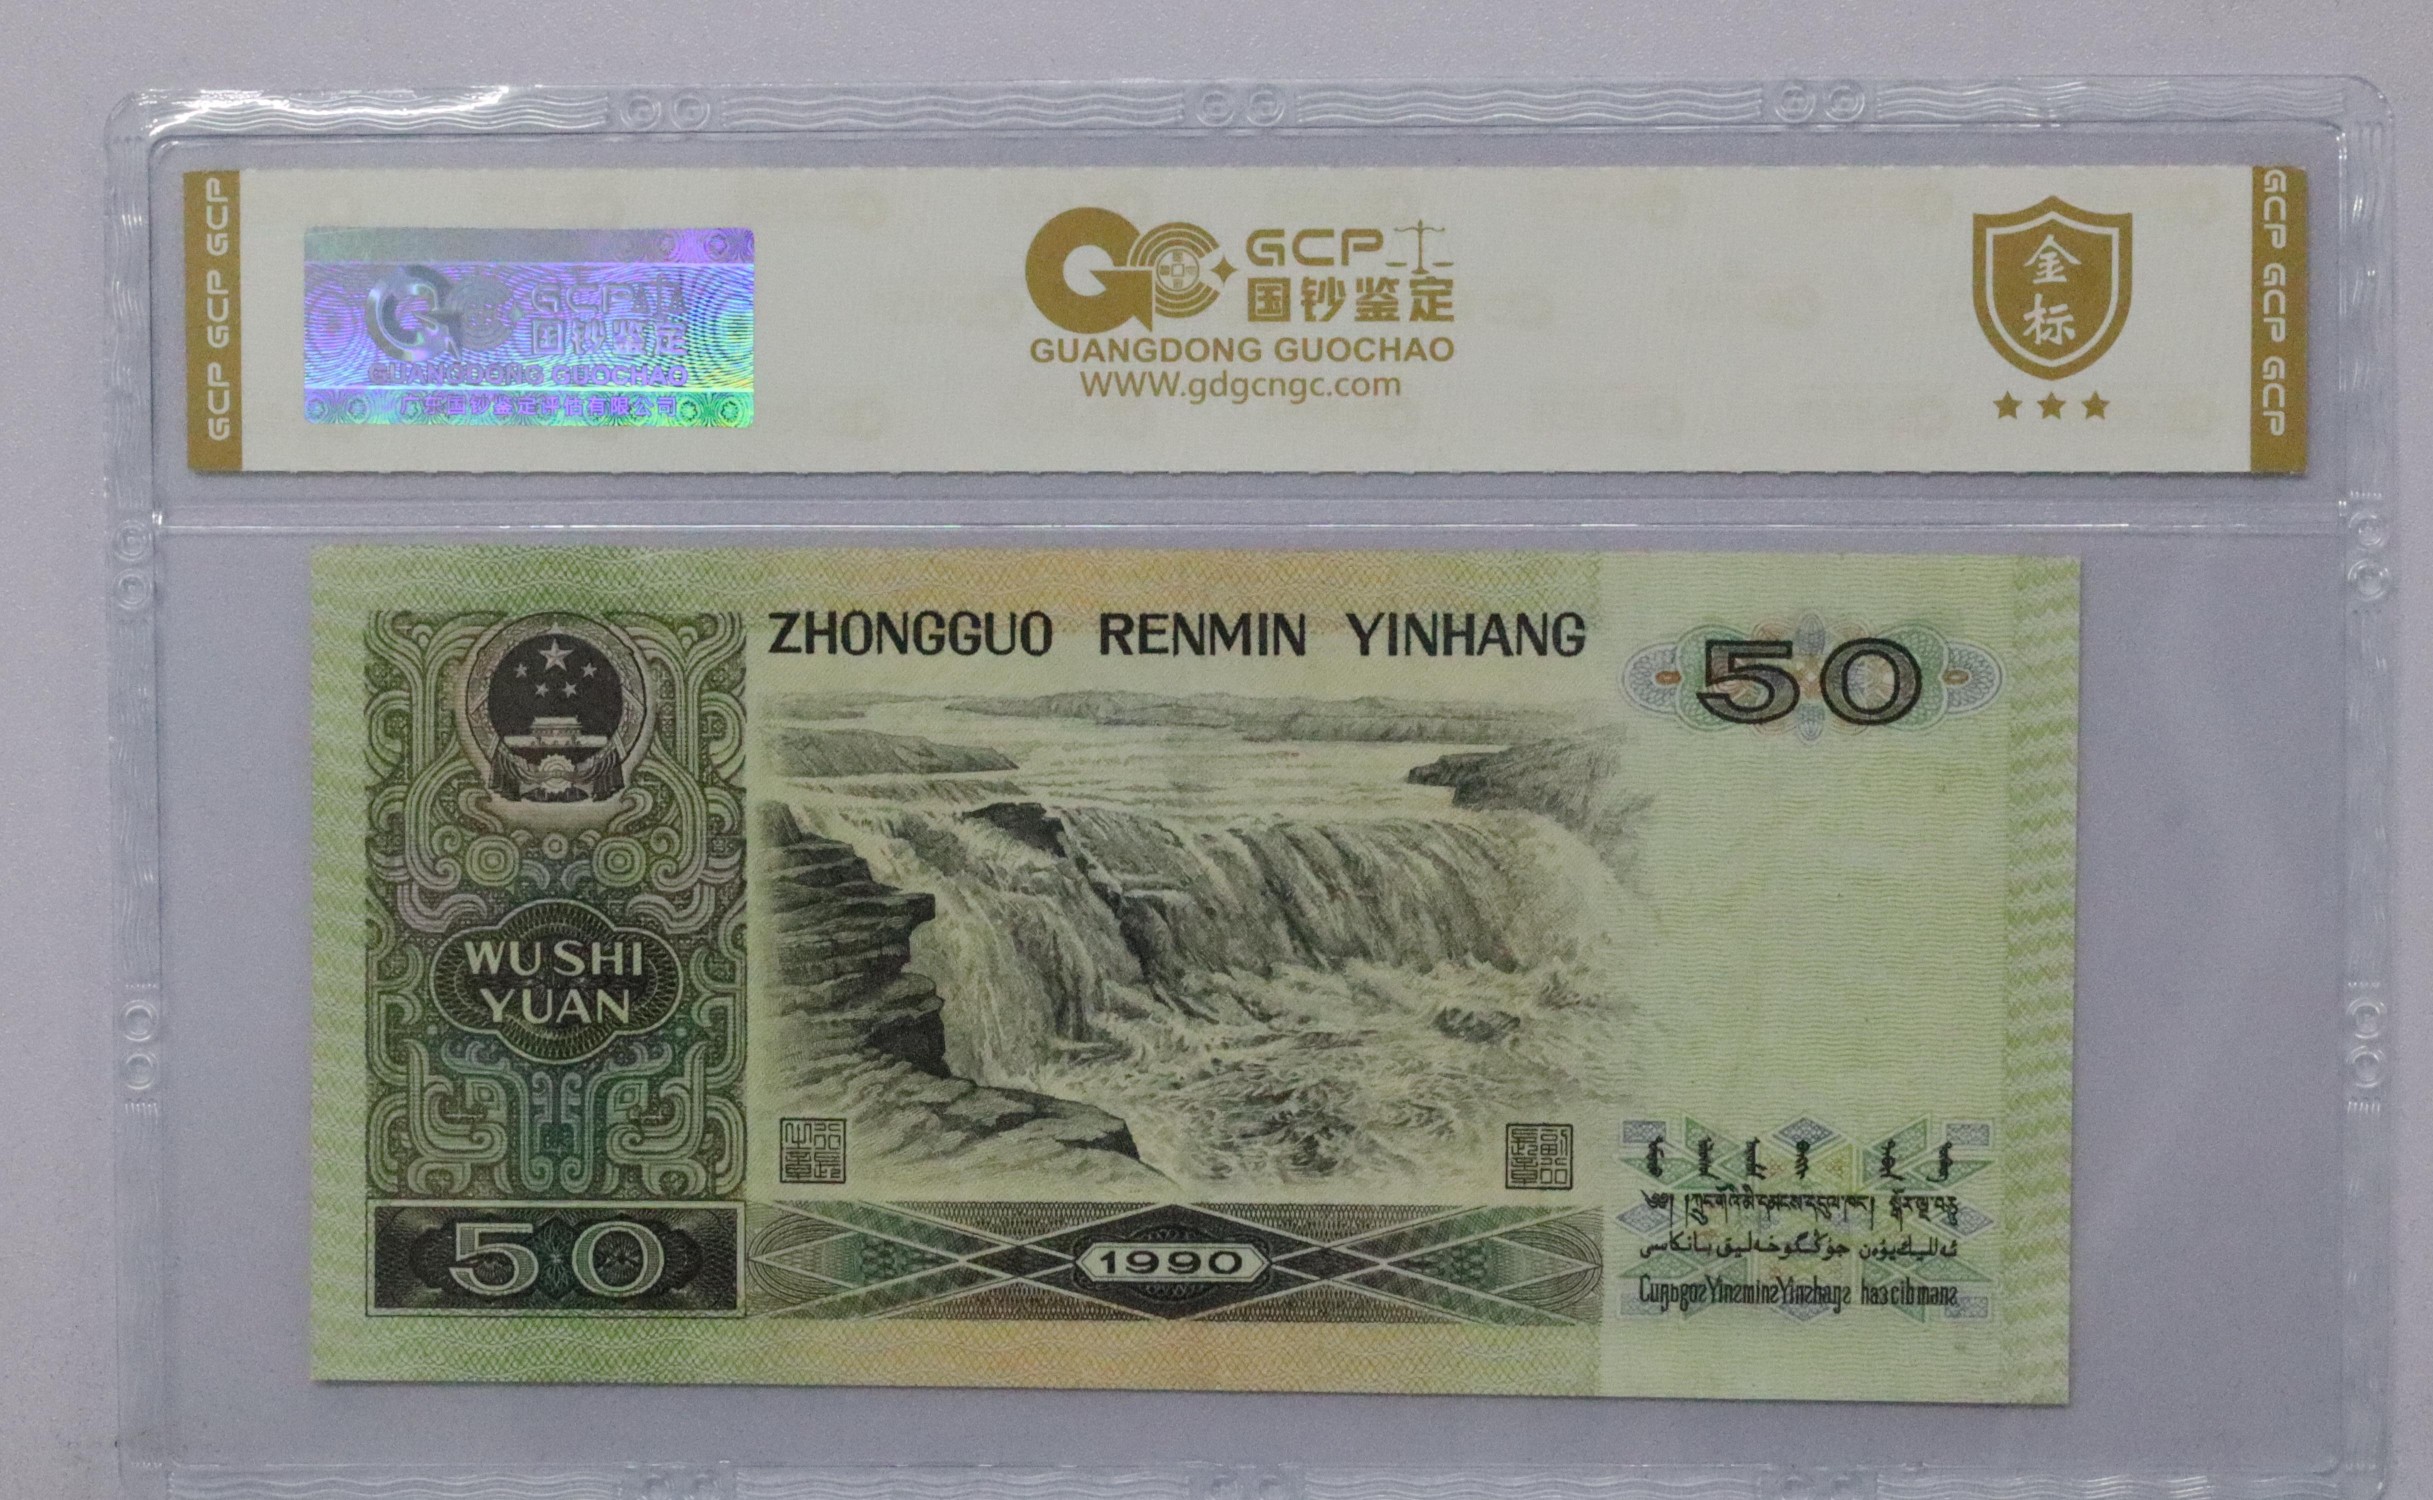 GCP GCP GCP
GCP
国钞鉴定
GUANGDONG GUOCHAO
广东国钞鉴定评估有限公司
GCP
国钞鉴定
GUANGDONG GUOCHAO
WWW.gdgcngc.com
金
标
GCP GCP GCP
ZHONGGUO RENMIN YINHANG
50
WU SHI
YUAN
50
1990
CuŋƅgozYinƨminƨYinƨhaŋƨ haɜcibmanƨ